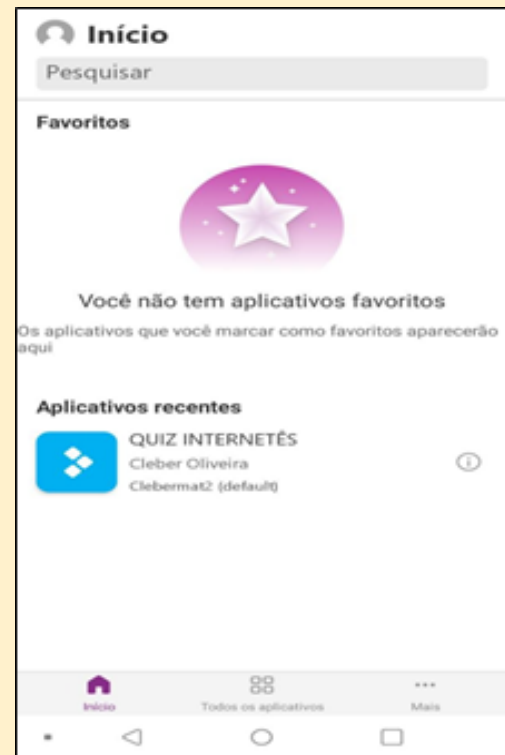 Início
Pesquisar
Favoritos
Você não tem aplicativos favoritos
Os aplicativos que você marcar como favoritos aparecerão
aqui
Aplicativos recentes
QUIZ INTERNETÊS
Cleber Oliveira
Clebermat2 (default)
Início
Todos os aplicativos
Mais